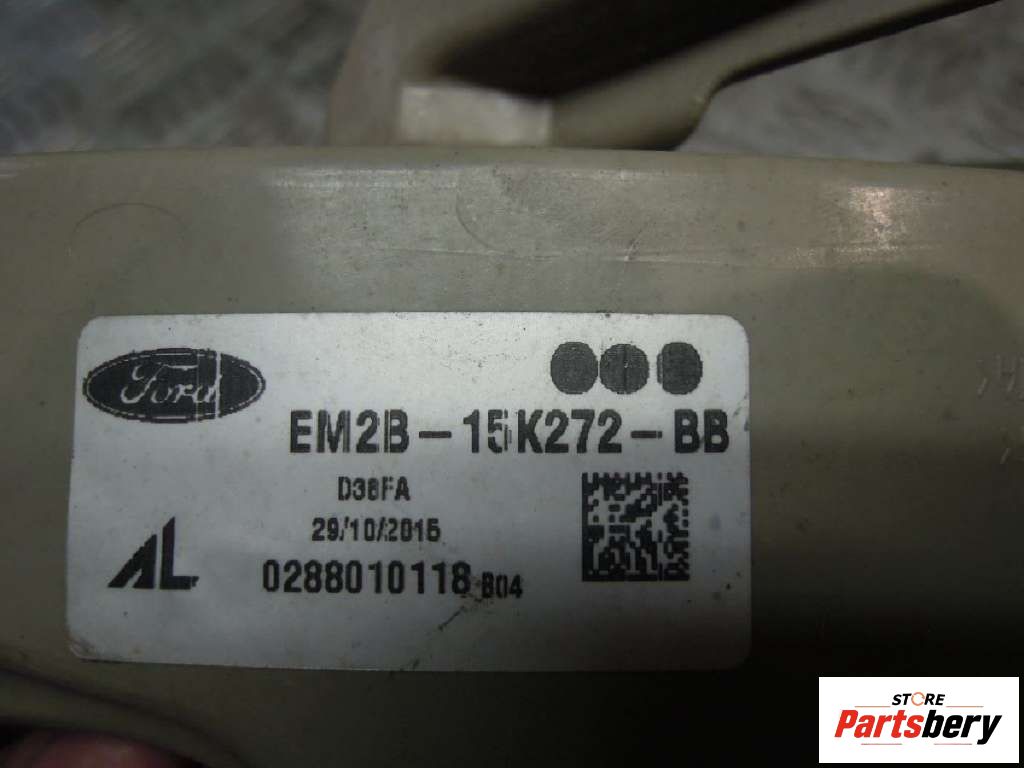 Ford
EM2B-15K272-BB
D38FA
29/10/2015
AL
0288010118 B04
STORE
Partsbery